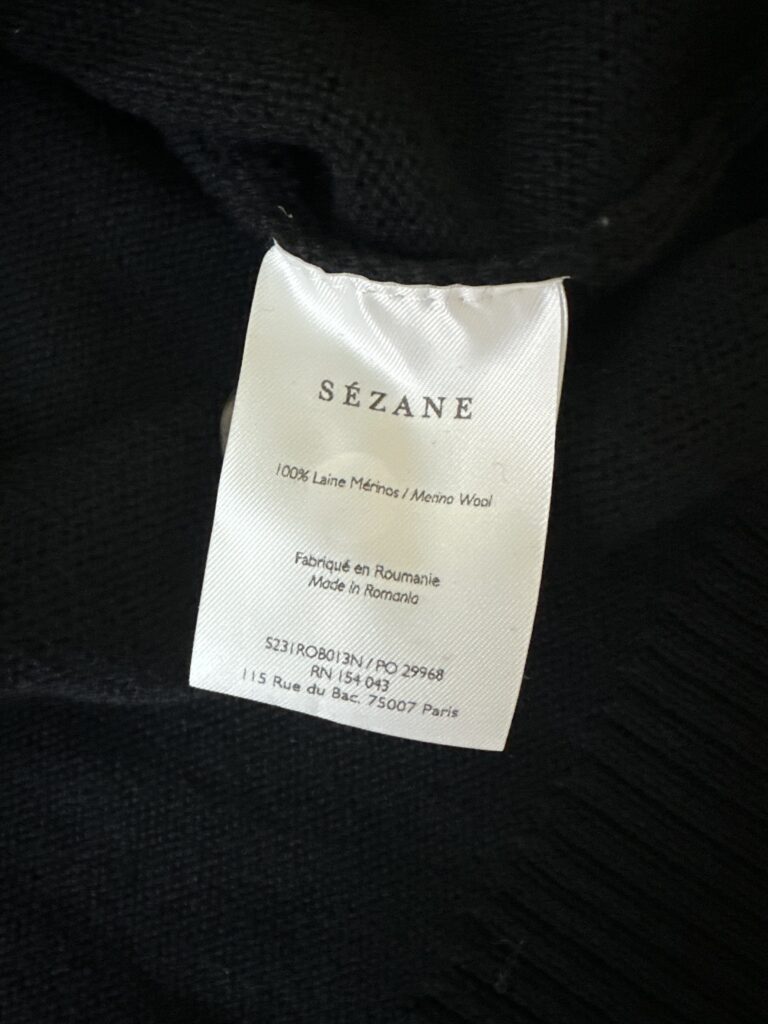 SÉZANE
100% Laine Mérinos / Merino Wool
Fabriqué en Roumanie
Made in Romania
S231ROB013N / PO 29968
RN 154 043
115 Rue du Bac, 75007 Paris